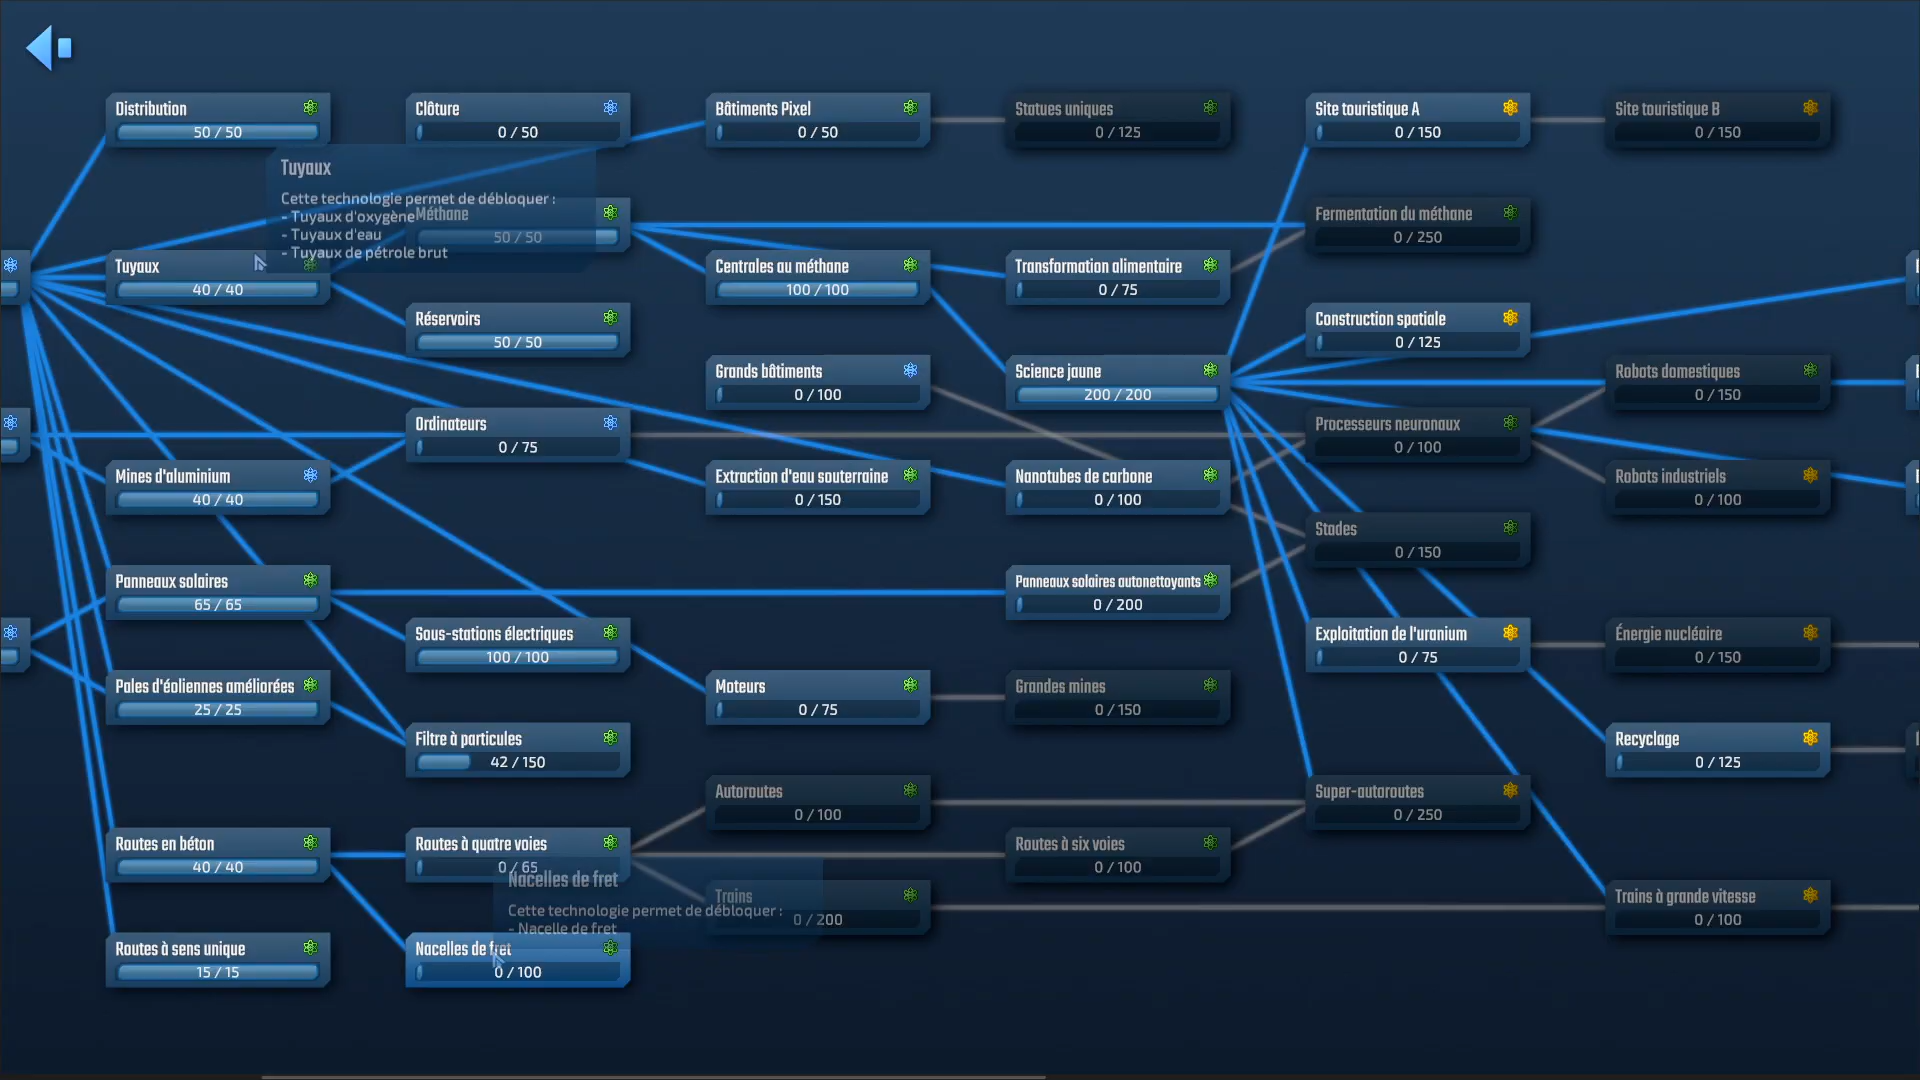 Distribution
50 / 50
Clôture
0 / 50
Bâtiments Pixel
0 / 50
Statues uniques
0 / 125
Site touristique A
0 / 150
Site touristique B
0 / 150
Tuyaux
Cette technologie permet de débloquer :
- Tuyaux d'oxygène
- Tuyaux d'eau
- Tuyaux de pétrole brut
Méthane
50 / 50
Fermentation du méthane
0 / 250
Tuyaux
40 / 40
Centrales au méthane
100 / 100
Transformation alimentaire
0 / 75
Réservoirs
50 / 50
Construction spatiale
0 / 125
Grands bâtiments
0 / 100
Science jaune
200 / 200
Robots domestiques
0 / 150
Ordinateurs
0 / 75
Processeurs neuronaux
0 / 100
Mines d'aluminium
40 / 40
Extraction d'eau souterraine
0 / 150
Nanotubes de carbone
0 / 100
Robots industriels
0 / 100
Stades
0 / 150
Panneaux solaires
65 / 65
Panneaux solaires autonettoyants
0 / 200
Sous-stations électriques
100 / 100
Exploitation de l'uranium
0 / 75
Énergie nucléaire
0 / 150
Pales d'éoliennes améliorées
25 / 25
Moteurs
0 / 75
Grandes mines
0 / 150
Filtre à particules
42 / 150
Recyclage
0 / 125
Autoroutes
0 / 100
Super-autoroutes
0 / 250
Routes en béton
40 / 40
Routes à quatre voies
0 / 65
Routes à six voies
0 / 100
Nacelles de fret
Cette technologie permet de débloquer :
- Nacelle de fret
Trains
0 / 200
Trains à grande vitesse
0 / 100
Routes à sens unique
15 / 15
Nacelles de fret
0 / 100